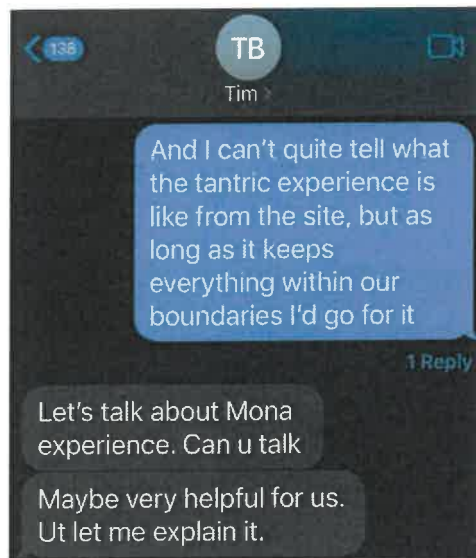 138
TB
Tim >
And I can't quite tell what
the tantric experience is
like from the site, but as
long as it keeps
everything within our
boundaries I'd go for it
1 Reply
Let's talk about Mona
experience. Can u talk
Maybe very helpful for us.
Ut let me explain it.